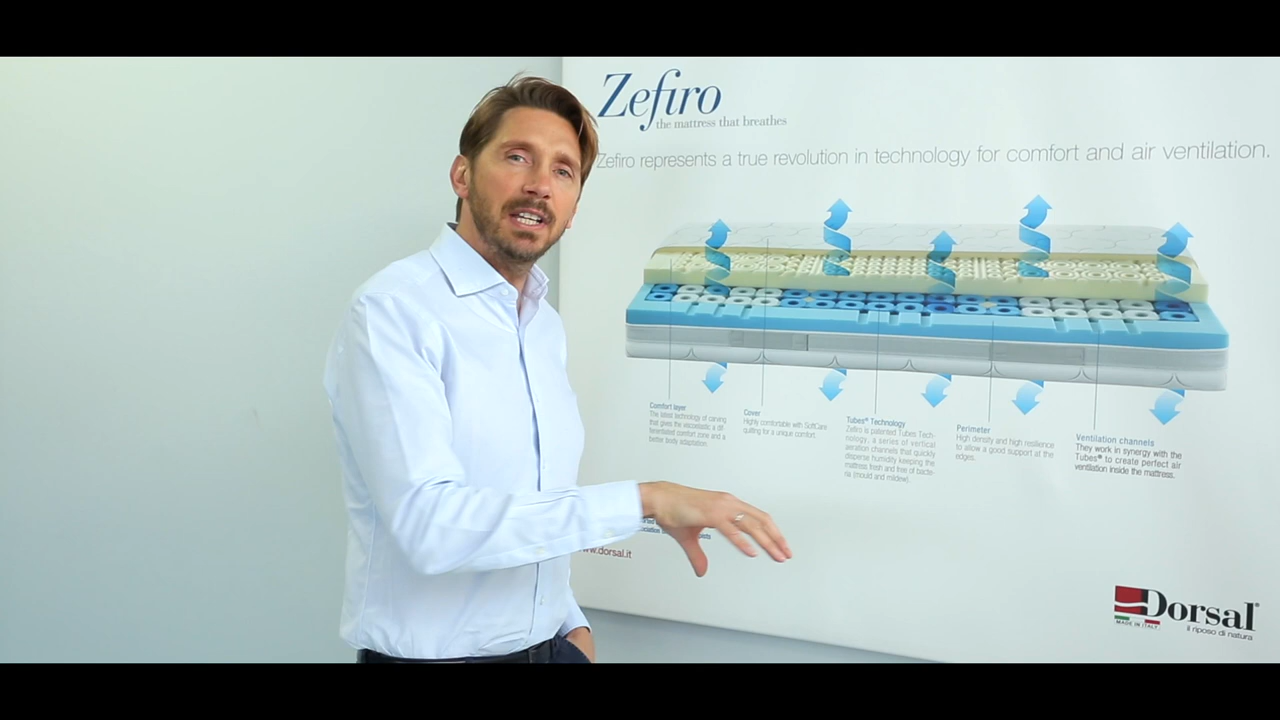 Zefiro
the mattress that breathes
Zefiro represents a true revolution in technology for comfort and air ventilation.
Comfort layer
The latest technology of carving
that gives the viscoelastic a dif-
ferentiated comfort zone and a
better body adaptation.
Cover
Highly comfortable with SoftCare
quilting for a unique comfort.
Tubes® Technology
Zefiro is patented Tubes Tech-
nology, a series of vertical
aeration channels that quickly
disperse humidity keeping the
mattress fresh and free of bacte-
ria (mould and mildew).
Perimeter
High density and high resilience
to allow a good support at the
edges.
Ventilation channels
They work in synergy with the
Tubes® to create perfect air
ventilation inside the mattress.
www.dorsal.it
Dorsal®
MADE IN ITALY
il riposo di natura